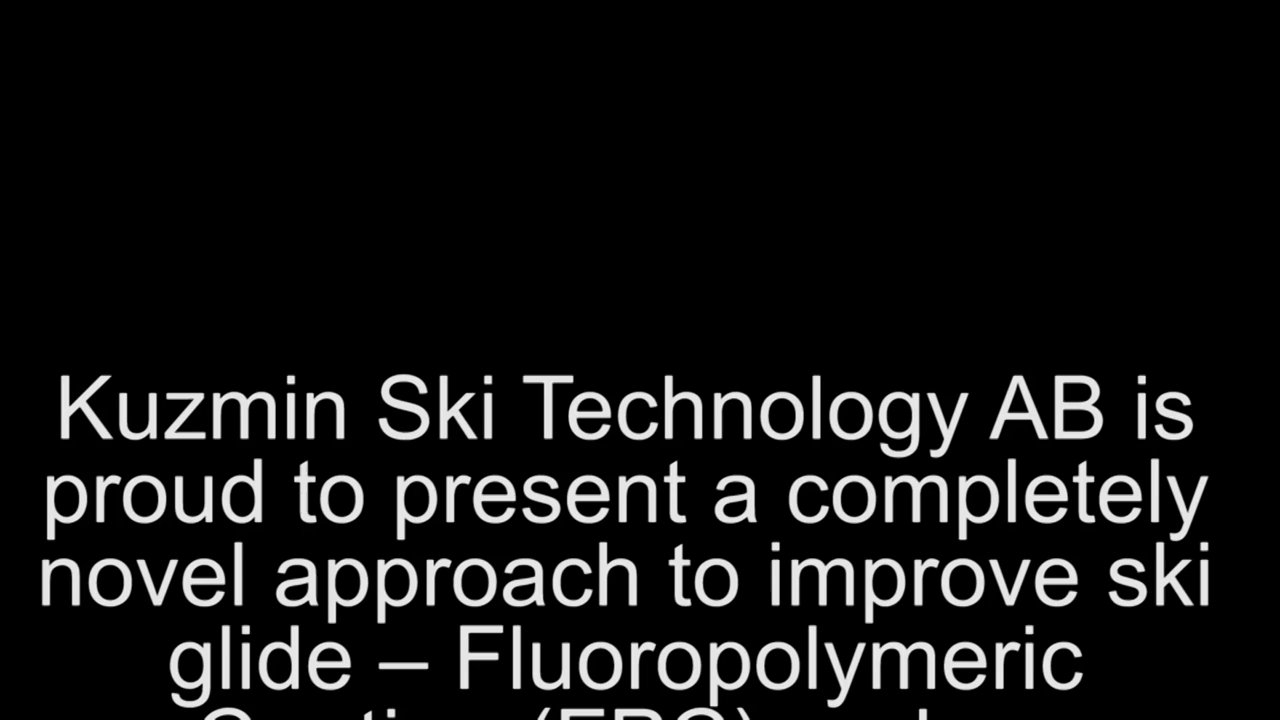 Kuzmin Ski Technology AB is
proud to present a completely
novel approach to improve ski
glide – Fluoropolymeric